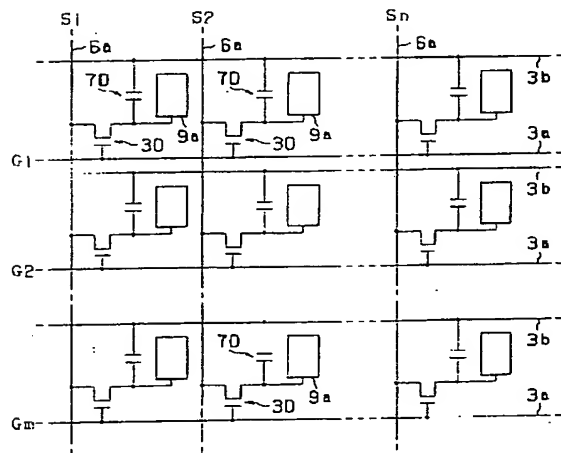 S1 S2 Sn
6a 6a 6a
70 70 3b
9a 9a
30 30 3a
G1
3b
3a
G2
70 3b
9a
30 3a
Gm